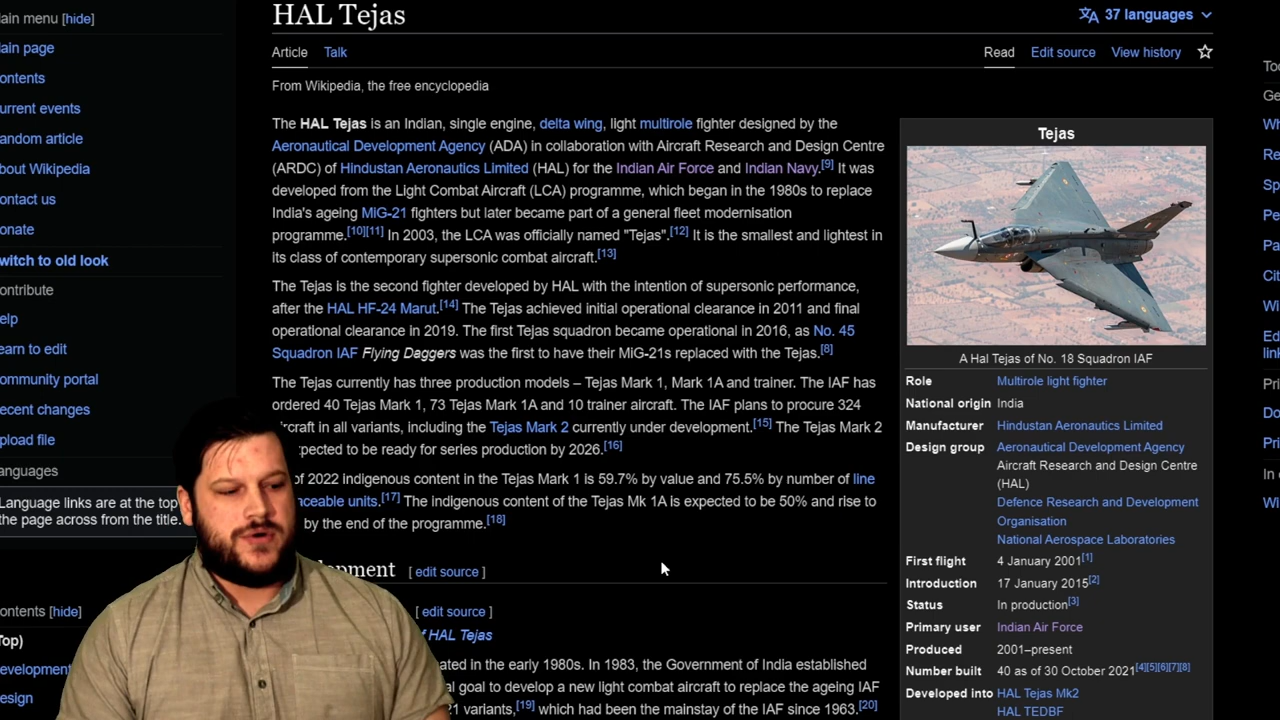 ain menu [hide]
ain page
ontents
urrent events
andom article
bout Wikipedia
ontact us
onate
witch to old look
ontribute
elp
earn to edit
ommunity portal
ecent changes
pload file
anguages
Language links are at the top
the page across from the title.
ontents [hide]
Top)
evelopment
esign
HAL Tejas
37 languages
Article Talk
Read Edit source View history
From Wikipedia, the free encyclopedia
The HAL Tejas is an Indian, single engine, delta wing, light multirole fighter designed by the
Aeronautical Development Agency (ADA) in collaboration with Aircraft Research and Design Centre
(ARDC) of Hindustan Aeronautics Limited (HAL) for the Indian Air Force and Indian Navy.[9] It was
developed from the Light Combat Aircraft (LCA) programme, which began in the 1980s to replace
India's ageing MiG-21 fighters but later became part of a general fleet modernisation
programme.[10][11] In 2003, the LCA was officially named "Tejas".[12] It is the smallest and lightest in
its class of contemporary supersonic combat aircraft.[13]
The Tejas is the second fighter developed by HAL with the intention of supersonic performance,
after the HAL HF-24 Marut.[14] The Tejas achieved initial operational clearance in 2011 and final
operational clearance in 2019. The first Tejas squadron became operational in 2016, as No. 45
Squadron IAF Flying Daggers was the first to have their MiG-21s replaced with the Tejas.[8]
The Tejas currently has three production models – Tejas Mark 1, Mark 1A and trainer. The IAF has
ordered 40 Tejas Mark 1, 73 Tejas Mark 1A and 10 trainer aircraft. The IAF plans to procure 324
ircraft in all variants, including the Tejas Mark 2 currently under development.[15] The Tejas Mark 2
pected to be ready for series production by 2026.[16]
of 2022 indigenous content in the Tejas Mark 1 is 59.7% by value and 75.5% by number of line
aceable units.[17] The indigenous content of the Tejas Mk 1A is expected to be 50% and rise to
by the end of the programme.[18]
lopment [ edit source ]
[ edit source ]
f HAL Tejas
ated in the early 1980s. In 1983, the Government of India established
al goal to develop a new light combat aircraft to replace the ageing IAF
21 variants,[19] which had been the mainstay of the IAF since 1963.[20]
Tejas
A Hal Tejas of No. 18 Squadron IAF
Role Multirole light fighter
National origin India
Manufacturer Hindustan Aeronautics Limited
Design group Aeronautical Development Agency
Aircraft Research and Design Centre
(HAL)
Defence Research and Development
Organisation
National Aerospace Laboratories
First flight 4 January 2001[1]
Introduction 17 January 2015[2]
Status In production[3]
Primary user Indian Air Force
Produced 2001–present
Number built 40 as of 30 October 2021[4][5][6][7][8]
Developed into HAL Tejas Mk2
HAL TEDBF
Too
Ge
Wh
Re
Sp
Pe
Pa
Cit
Wi
Edi
link
Pri
Do
Pri
In o
Wi